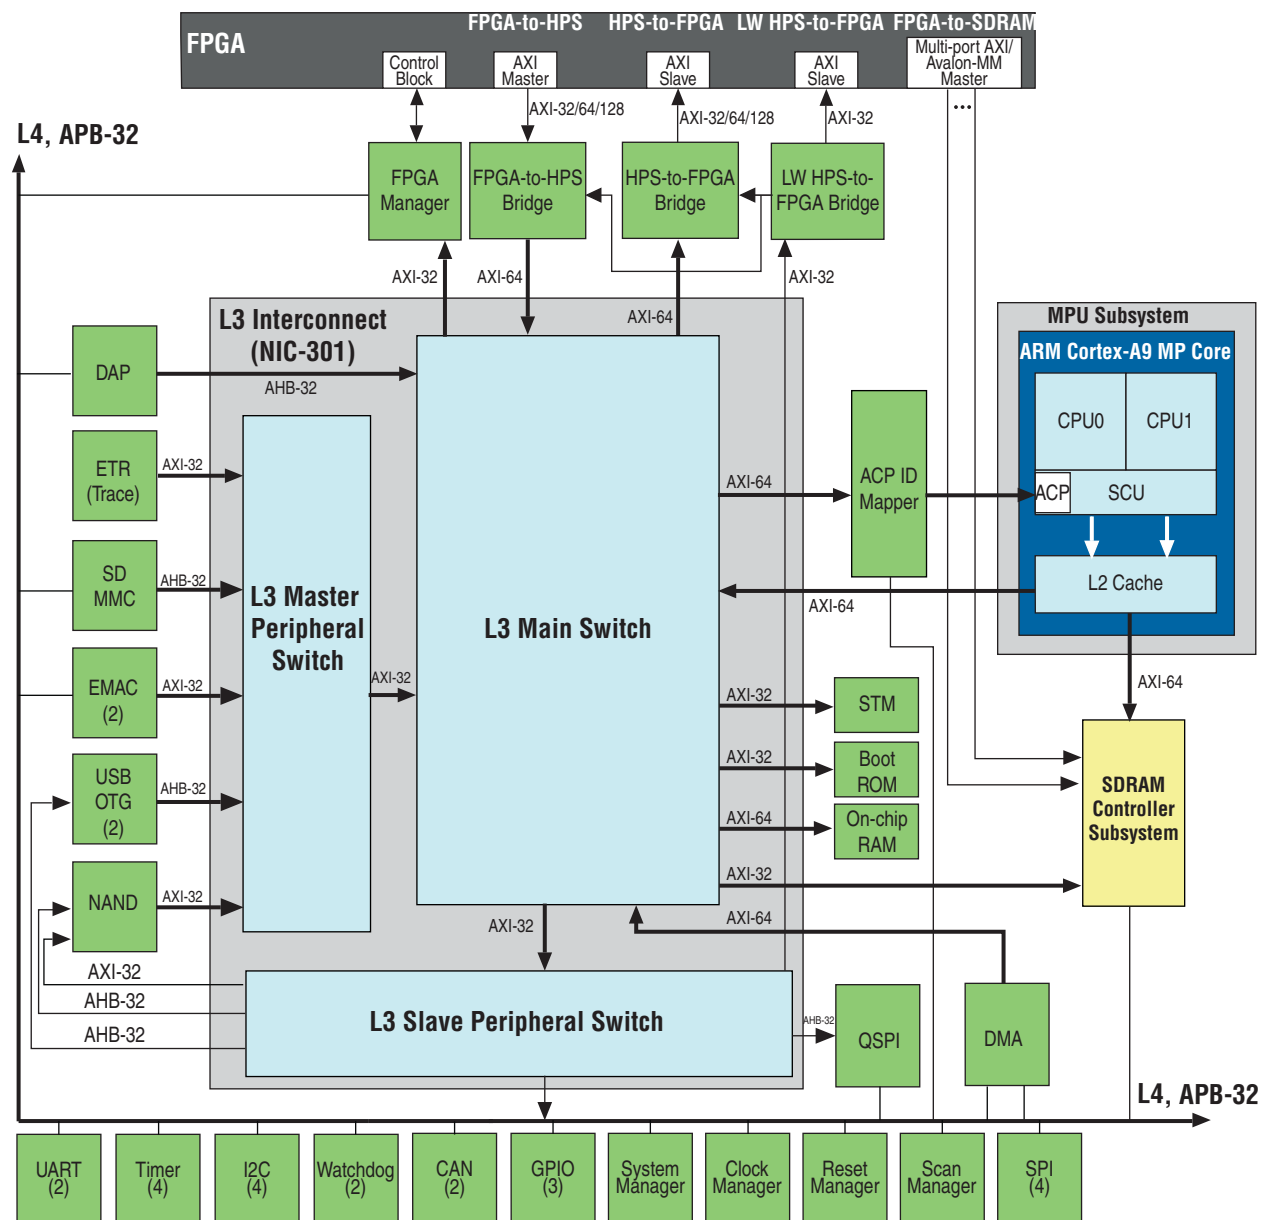 FPGA
FPGA-to-HPS
HPS-to-FPGA
LW HPS-to-FPGA
FPGA-to-SDRAM
Control
Block
AXI
Master
AXI
Slave
AXI
Slave
Multi-port AXI/
Avalon-MM
Master
...
AXI-32/64/128
AXI-32/64/128
AXI-32
L4, APB-32
FPGA
Manager
FPGA-to-HPS
Bridge
HPS-to-FPGA
Bridge
LW HPS-to-
FPGA Bridge
AXI-32
AXI-64
AXI-64
AXI-32
L3 Interconnect
(NIC-301)
MPU Subsystem
ARM Cortex-A9 MP Core
CPU0
CPU1
ACP
SCU
L2 Cache
DAP
AHB-32
ETR
(Trace)
AXI-32
AXI-64
ACP ID
Mapper
SD
MMC
AHB-32
AXI-64
L3 Master
Peripheral
Switch
L3 Main Switch
EMAC
(2)
AXI-32
AXI-32
AXI-32
STM
AXI-64
USB
OTG
(2)
AHB-32
AXI-32
Boot
ROM
AXI-64
On-chip
RAM
SDRAM
Controller
Subsystem
NAND
AXI-32
AXI-32
AXI-32
AXI-64
AXI-32
AHB-32
AHB-32
L3 Slave Peripheral Switch
AHB-32
QSPI
DMA
L4, APB-32
UART
(2)
Timer
(4)
I2C
(4)
Watchdog
(2)
CAN
(2)
GPIO
(3)
System
Manager
Clock
Manager
Reset
Manager
Scan
Manager
SPI
(4)